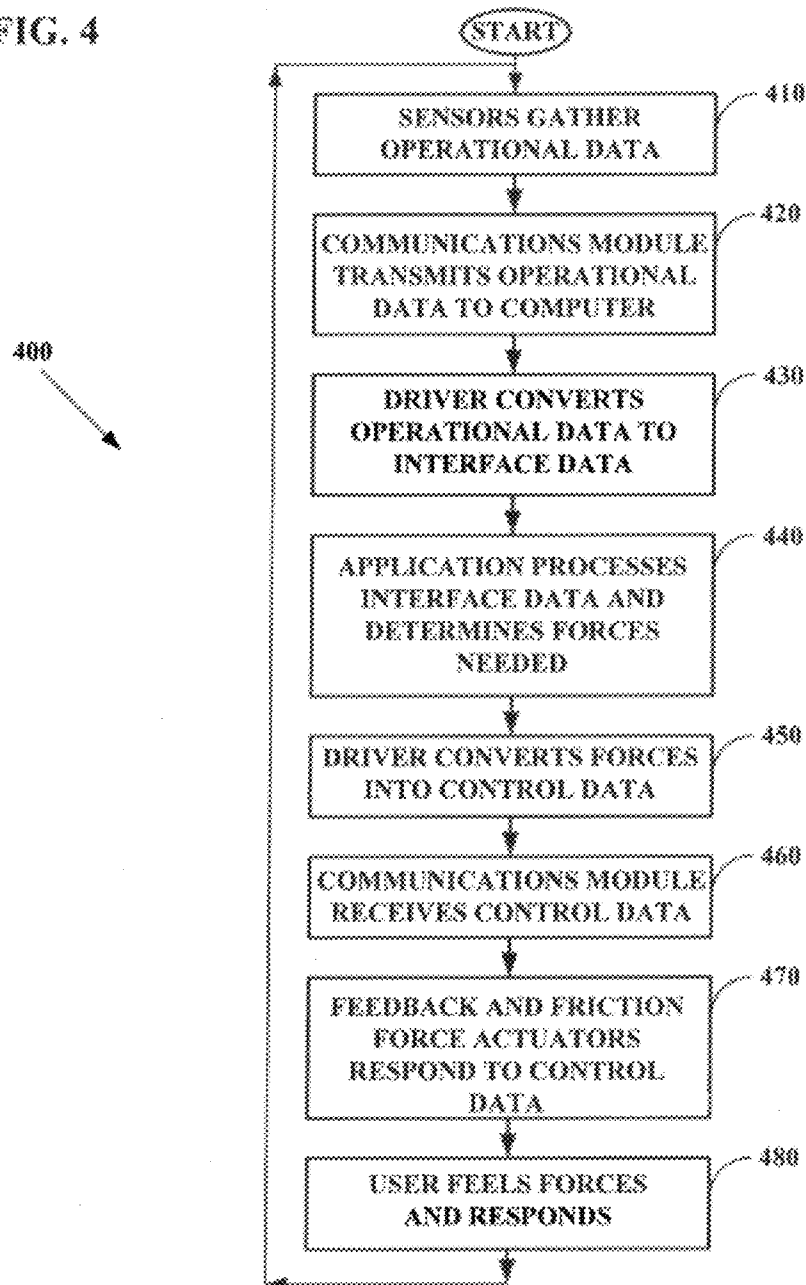 FIG. 4
START
410
SENSORS GATHER
OPERATIONAL DATA
420
COMMUNICATIONS MODULE
TRANSMITS OPERATIONAL
DATA TO COMPUTER
400
430
DRIVER CONVERTS
OPERATIONAL DATA TO
INTERFACE DATA
440
APPLICATION PROCESSES
INTERFACE DATA AND
DETERMINES FORCES
NEEDED
450
DRIVER CONVERTS FORCES
INTO CONTROL DATA
460
COMMUNICATIONS MODULE
RECEIVES CONTROL DATA
470
FEEDBACK AND FRICTION
FORCE ACTUATORS
RESPOND TO CONTROL
DATA
480
USER FEELS FORCES
AND RESPONDS